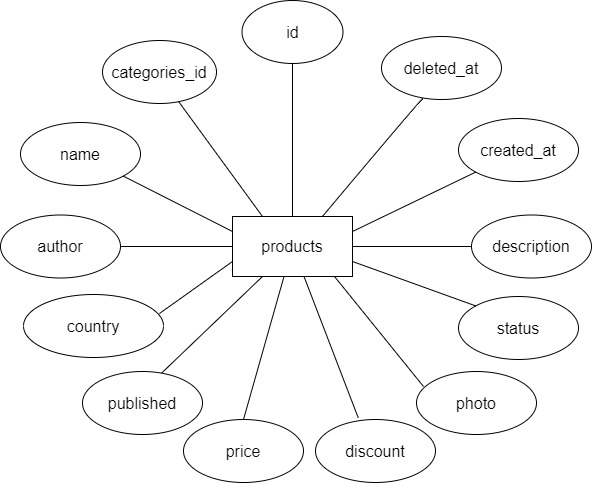 id
categories_id
deleted_at
name
created_at
author
products
description
country
status
published
photo
price
discount